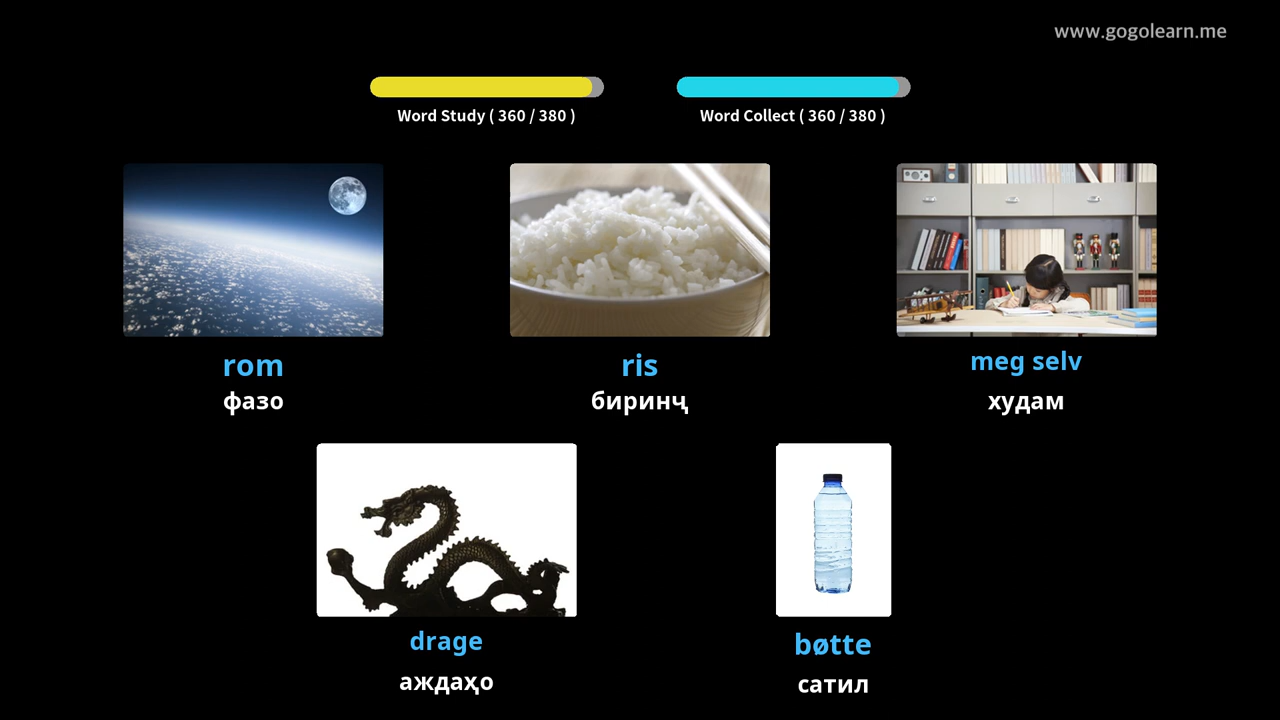 www.gogolearn.me
Word Study ( 360 / 380 )
Word Collect ( 360 / 380 )
rom
фазо
ris
биринҷ
meg selv
худам
drage
аждаҳо
bøtte
сатил